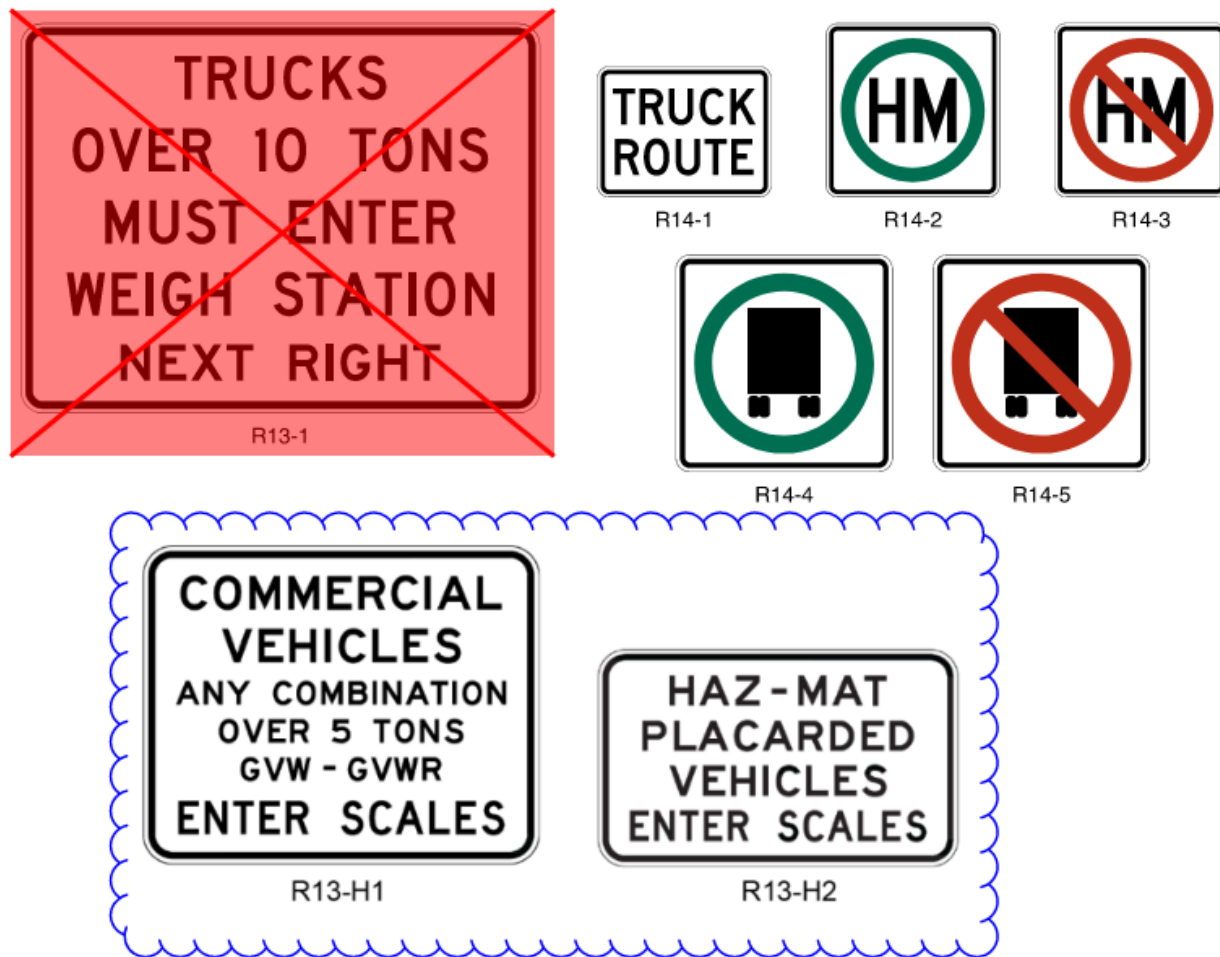 TRUCKS
OVER 10 TONS
MUST ENTER
WEIGH STATION
NEXT RIGHT
R13-1
TRUCK
ROUTE
R14-1
HM
R14-2
HM
R14-3
R14-4
R14-5
COMMERCIAL
VEHICLES
ANY COMBINATION
OVER 5 TONS
GVW - GVWR
ENTER SCALES
R13-H1
HAZ-MAT
PLACARDED
VEHICLES
ENTER SCALES
R13-H2